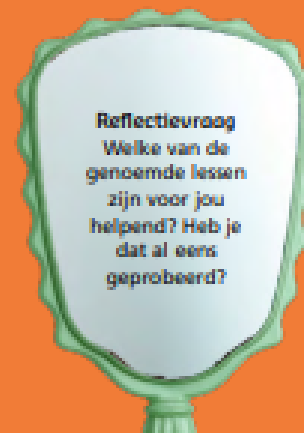 Reflectievraag
Welke van de
genoemde lessen
zijn voor jou
helpend? Heb je
dat al eens
geprobeerd?